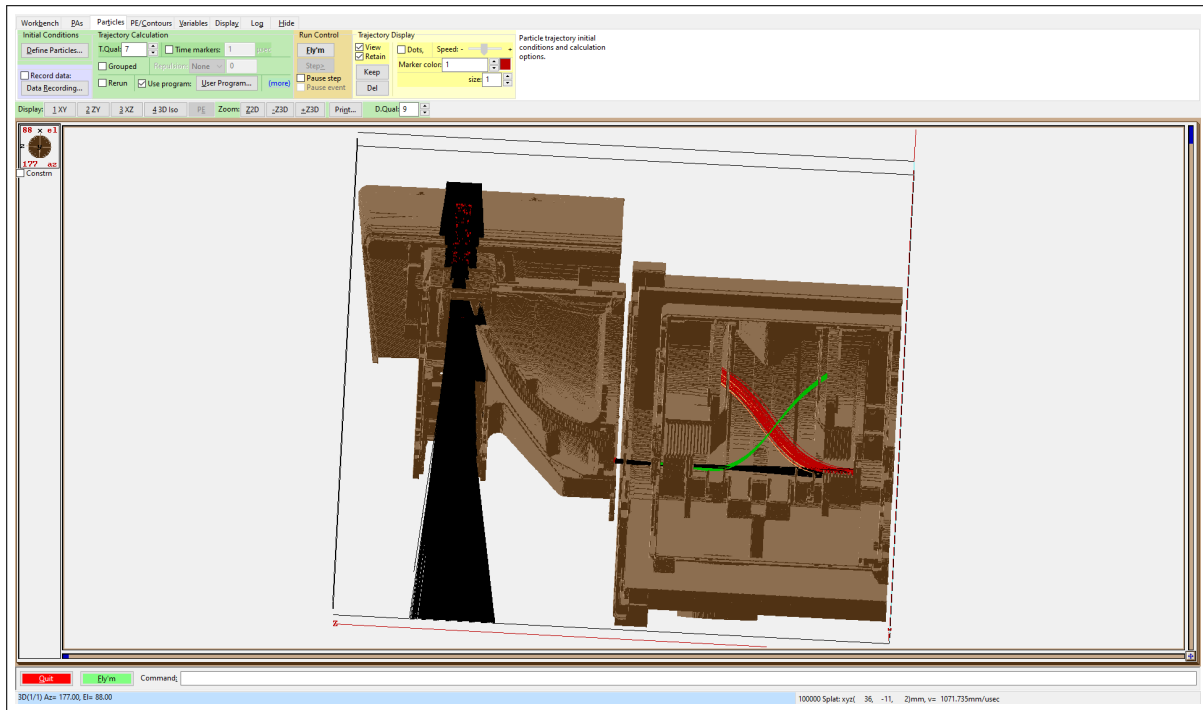 Workbench PAs Particles PE/Contours Variables Display Log Hide
Initial Conditions Trajectory Calculation Run Control Trajectory Display
Define Particles... T.Qual: 7 Time markers: 1 usec Fly'm View Dots, Speed: - + Particle trajectory initial
Retain conditions and calculation
Grouped Repulsion: None 0 Step> Keep Marker color: 1 options.
Record data: Pause step size: 1
Data Recording... Rerun Use program: User Program... (more) Pause event Del
Display: 1 XY 2 ZY 3 XZ 4 3D Iso PE Zoom: Z2D -Z3D +Z3D Print... D.Qual: 9
88 x el
z
177 az
Constrn
Z
Y
Quit Fly'm Command:
3D(1/1) Az= 177.00, El= 88.00 100000 Splat: xyz( 36, -11, 2)mm, v= 1071.735mm/usec